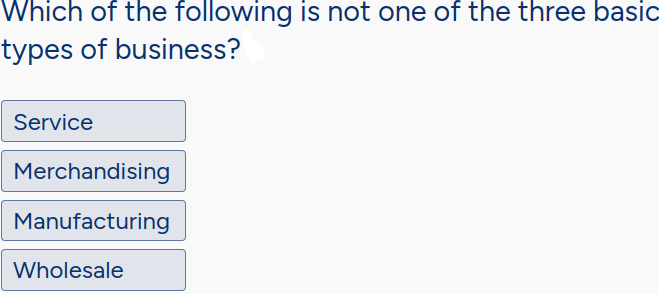 Which of the following is not one of the three basic
types of business?
Service
Merchandising
Manufacturing
Wholesale